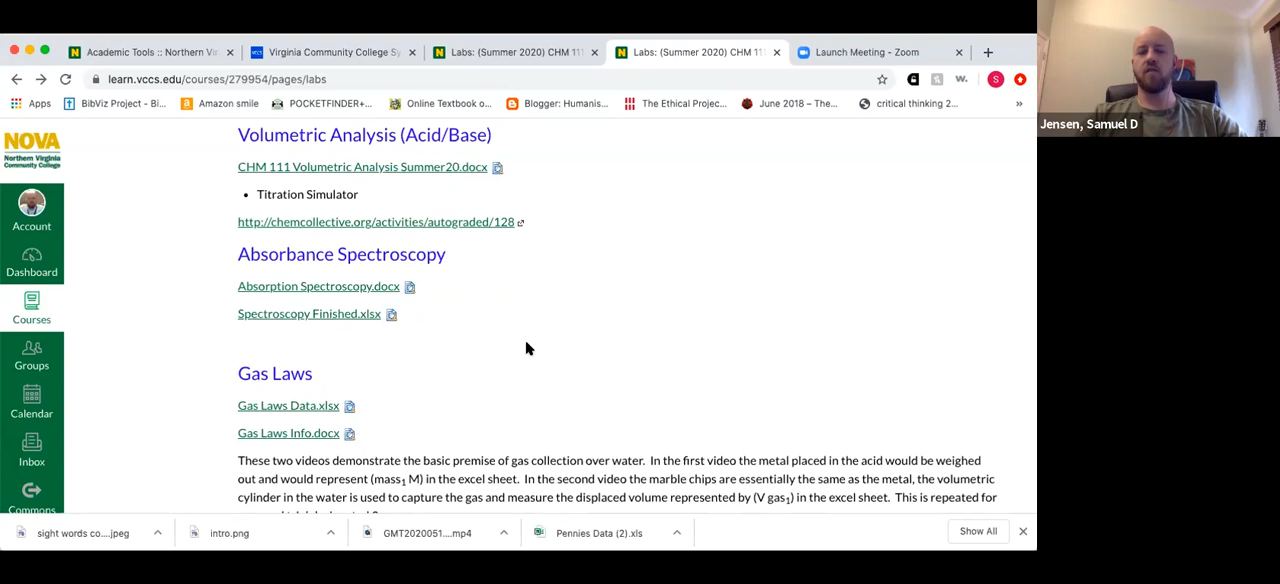 Academic Tools :: Northern Vir
Virginia Community College Sy
Labs: (Summer 2020) CHM 111
Labs: (Summer 2020) CHM 111
Launch Meeting - Zoom
learn.vccs.edu/courses/279954/pages/labs
W.
S
Apps
BibViz Project - Bi...
Amazon smile
POCKETFINDER+...
Online Textbook o...
Blogger: Humanis...
The Ethical Projec...
June 2018 – The...
critical thinking 2...
»
Jensen, Samuel D
NOVA
Northern Virginia
Community College
Account
Dashboard
Courses
Groups
Calendar
Inbox
Commons
Volumetric Analysis (Acid/Base)
CHM 111 Volumetric Analysis Summer20.docx
• Titration Simulator
http://chemcollective.org/activities/autograded/128
Absorbance Spectroscopy
Absorption Spectroscopy.docx
Spectroscopy Finished.xlsx
Gas Laws
Gas Laws Data.xlsx
Gas Laws Info.docx
These two videos demonstrate the basic premise of gas collection over water. In the first video the metal placed in the acid would be weighed
out and would represent (mass₁ M) in the excel sheet. In the second video the marble chips are essentially the same as the metal, the volumetric
cylinder in the water is used to capture the gas and measure the displaced volume represented by (V gas₁) in the excel sheet. This is repeated for
sight words co....jpeg
intro.png
GMT2020051....mp4
Pennies Data (2).xls
Show All